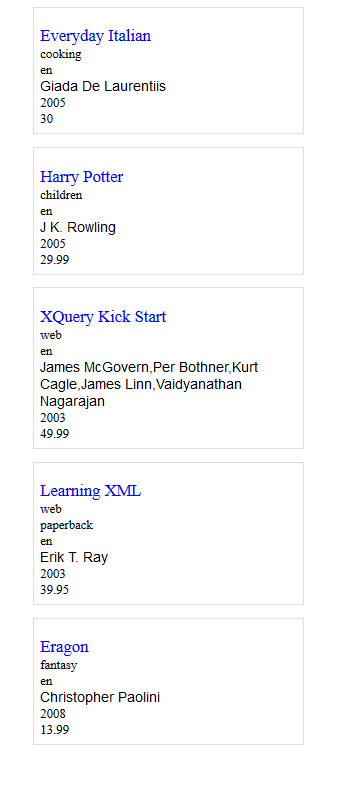 Everyday Italian
cooking
en
Giada De Laurentiis
2005
30
Harry Potter
children
en
J K. Rowling
2005
29.99
XQuery Kick Start
web
en
James McGovern,Per Bothner,Kurt
Cagle,James Linn,Vaidyanathan
Nagarajan
2003
49.99
Learning XML
web
paperback
en
Erik T. Ray
2003
39.95
Eragon
fantasy
en
Christopher Paolini
2008
13.99